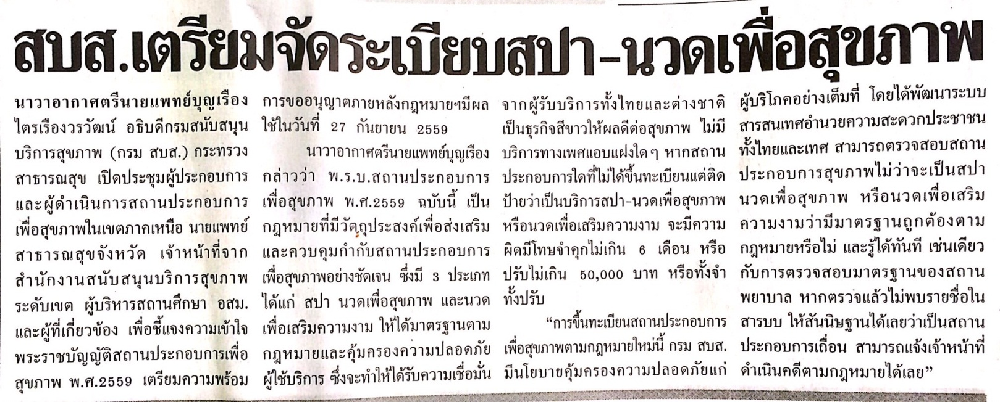 สบส.เตรียมจัดระเบียบสปา-นวดเพื่อสุขภาพ
นาวาอากาศตรีนายแพทย์บุญเรือง
ไตรเรืองวรวัฒน์ อธิบดีกรมสนับสนุน
บริการสุขภาพ (กรม สบส.) กระทรวง
สาธารณสุข เปิดประชุมผู้ประกอบการ
และผู้ดำเนินการสถานประกอบการ
เพื่อสุขภาพในเขตภาคเหนือ นายแพทย์
สาธารณสุขจังหวัด เจ้าหน้าที่จาก
สำนักงานสนับสนุนบริการสุขภาพ
ระดับเขต ผู้บริหารสถานศึกษา อสม.
และผู้ที่เกี่ยวข้อง เพื่อชี้แจงความเข้าใจ
พระราชบัญญัติสถานประกอบการเพื่อ
สุขภาพ พ.ศ.2559 เตรียมความพร้อม
การขออนุญาตภายหลังกฎหมายฯมีผล
ใช้ในวันที่ 27 กันยายน 2559
นาวาอากาศตรีนายแพทย์บุญเรือง
กล่าวว่า พ.ร.บ.สถานประกอบการ
เพื่อสุขภาพ พ.ศ.2559 ฉบับนี้ เป็น
กฎหมายที่มีวัตถุประสงค์เพื่อส่งเสริม
และควบคุมกำกับสถานประกอบการ
เพื่อสุขภาพอย่างชัดเจน ซึ่งมี 3 ประเภท
ได้แก่ สปา นวดเพื่อสุขภาพ และนวด
เพื่อเสริมความงาม ให้ได้มาตรฐานตาม
กฎหมายและคุ้มครองความปลอดภัย
ผู้ใช้บริการ ซึ่งจะทำให้ได้รับความเชื่อมั่น
จากผู้รับบริการทั้งไทยและต่างชาติ
เป็นธุรกิจสีขาวให้ผลดีต่อสุขภาพ ไม่มี
บริการทางเพศแอบแฝงใดๆ หากสถาน
ประกอบการใดที่ไม่ได้ขึ้นทะเบียนแต่ติด
ป้ายว่าเป็นบริการสปา-นวดเพื่อสุขภาพ
หรือนวดเพื่อเสริมความงาม จะมีความ
ผิดมีโทษจำคุกไม่เกิน 6 เดือน หรือ
ปรับไม่เกิน 50,000 บาท หรือทั้งจำ
ทั้งปรับ
“การขึ้นทะเบียนสถานประกอบการ
เพื่อสุขภาพตามกฎหมายใหม่นี้ กรม สบส.
มีนโยบายคุ้มครองความปลอดภัยแก่
ผู้บริโภคอย่างเต็มที่ โดยได้พัฒนาระบบ
สารสนเทศอำนวยความสะดวกประชาชน
ทั้งไทยและเทศ สามารถตรวจสอบสถาน
ประกอบการสุขภาพไม่ว่าจะเป็นสปา
นวดเพื่อสุขภาพ หรือนวดเพื่อเสริม
ความงามว่ามีมาตรฐานถูกต้องตาม
กฎหมายหรือไม่ และรู้ได้ทันที เช่นเดียว
กับการตรวจสอบมาตรฐานของสถาน
พยาบาล หากตรวจแล้วไม่พบรายชื่อใน
สารบบ ให้สันนิษฐานได้เลยว่าเป็นสถาน
ประกอบการเถื่อน สามารถแจ้งเจ้าหน้าที่
ดำเนินคดีตามกฎหมายได้เลย”